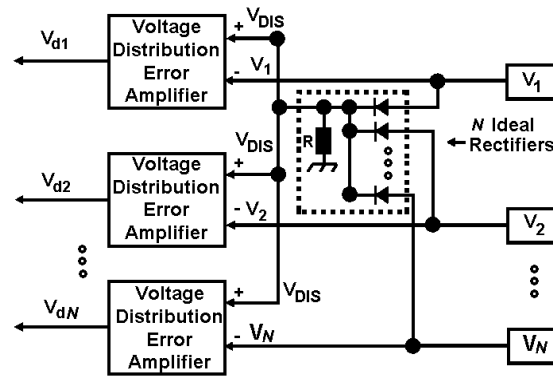 Voltage
Distribution
Error
Amplifier
Vd1
+
VDIS
- V1
V1
R
N Ideal
Rectifiers
VDIS
Voltage
Distribution
Error
Amplifier
Vd2
+
- V2
V2
Voltage
Distribution
Error
Amplifier
VdN
+
VDIS
- VN
VN